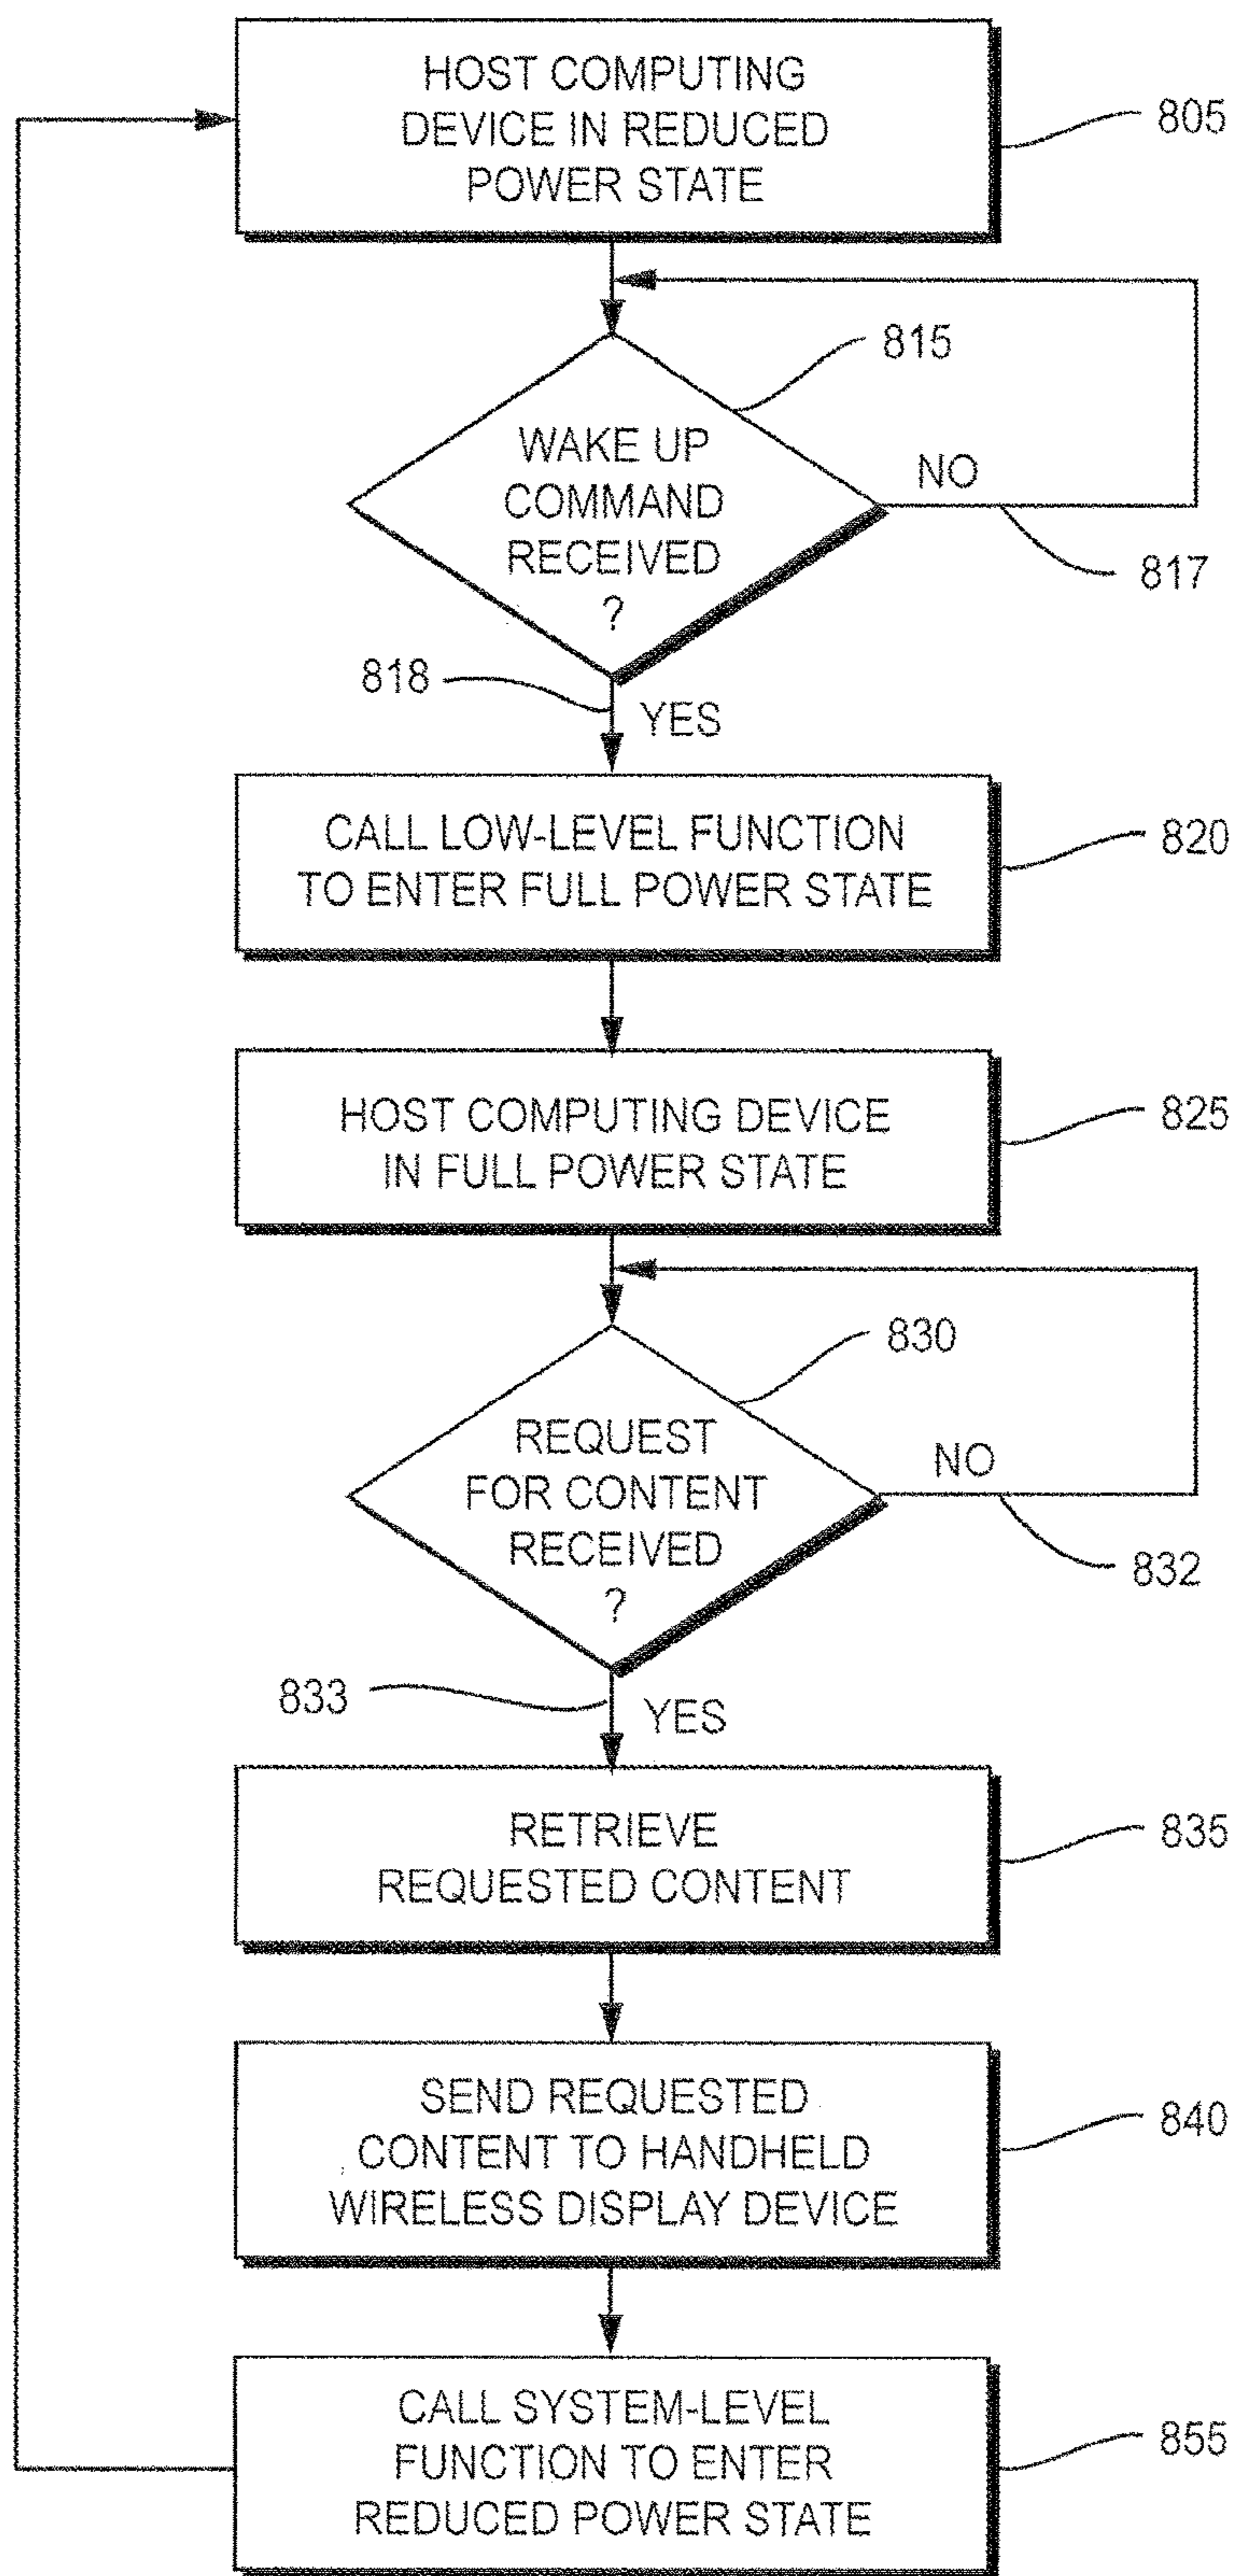 HOST COMPUTING
DEVICE IN REDUCED
POWER STATE
805
815
WAKE UP
COMMAND
RECEIVED
?
NO
817
818
YES
CALL LOW-LEVEL FUNCTION
TO ENTER FULL POWER STATE
820
HOST COMPUTING DEVICE
IN FULL POWER STATE
825
830
REQUEST
FOR CONTENT
RECEIVED
?
NO
832
833
YES
RETRIEVE
REQUESTED CONTENT
835
SEND REQUESTED
CONTENT TO HANDHELD
WIRELESS DISPLAY DEVICE
840
CALL SYSTEM-LEVEL
FUNCTION TO ENTER
REDUCED POWER STATE
855